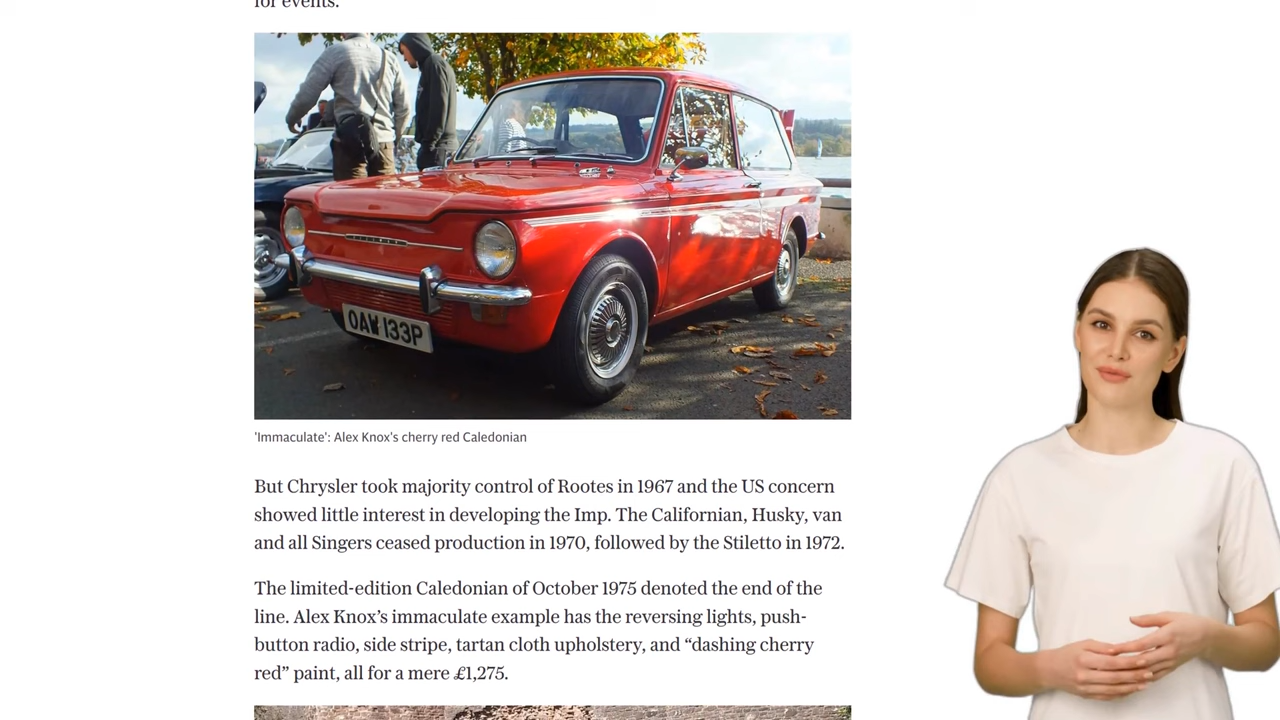 for events.
OAW 133P
'Immaculate': Alex Knox's cherry red Caledonian
But Chrysler took majority control of Rootes in 1967 and the US concern
showed little interest in developing the Imp. The Californian, Husky, van
and all Singers ceased production in 1970, followed by the Stiletto in 1972.
The limited-edition Caledonian of October 1975 denoted the end of the
line. Alex Knox’s immaculate example has the reversing lights, push-
button radio, side stripe, tartan cloth upholstery, and “dashing cherry
red” paint, all for a mere £1,275.